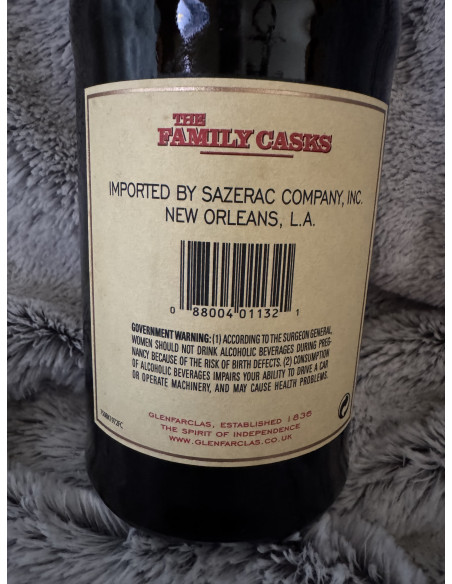 THE
FAMILY CASKS
IMPORTED BY SAZERAC COMPANY, INC.
NEW ORLEANS, L.A.
0 88004 01132 1
GOVERNMENT WARNING: (1) ACCORDING TO THE SURGEON GENERAL,
WOMEN SHOULD NOT DRINK ALCOHOLIC BEVERAGES DURING PREG-
NANCY BECAUSE OF THE RISK OF BIRTH DEFECTS. (2) CONSUMPTION
OF ALCOHOLIC BEVERAGES IMPAIRS YOUR ABILITY TO DRIVE A CAR
OR OPERATE MACHINERY, AND MAY CAUSE HEALTH PROBLEMS.
GLENFARCLAS, ESTABLISHED 1836
THE SPIRIT OF INDEPENDENCE
WWW.GLENFARCLAS.CO.UK